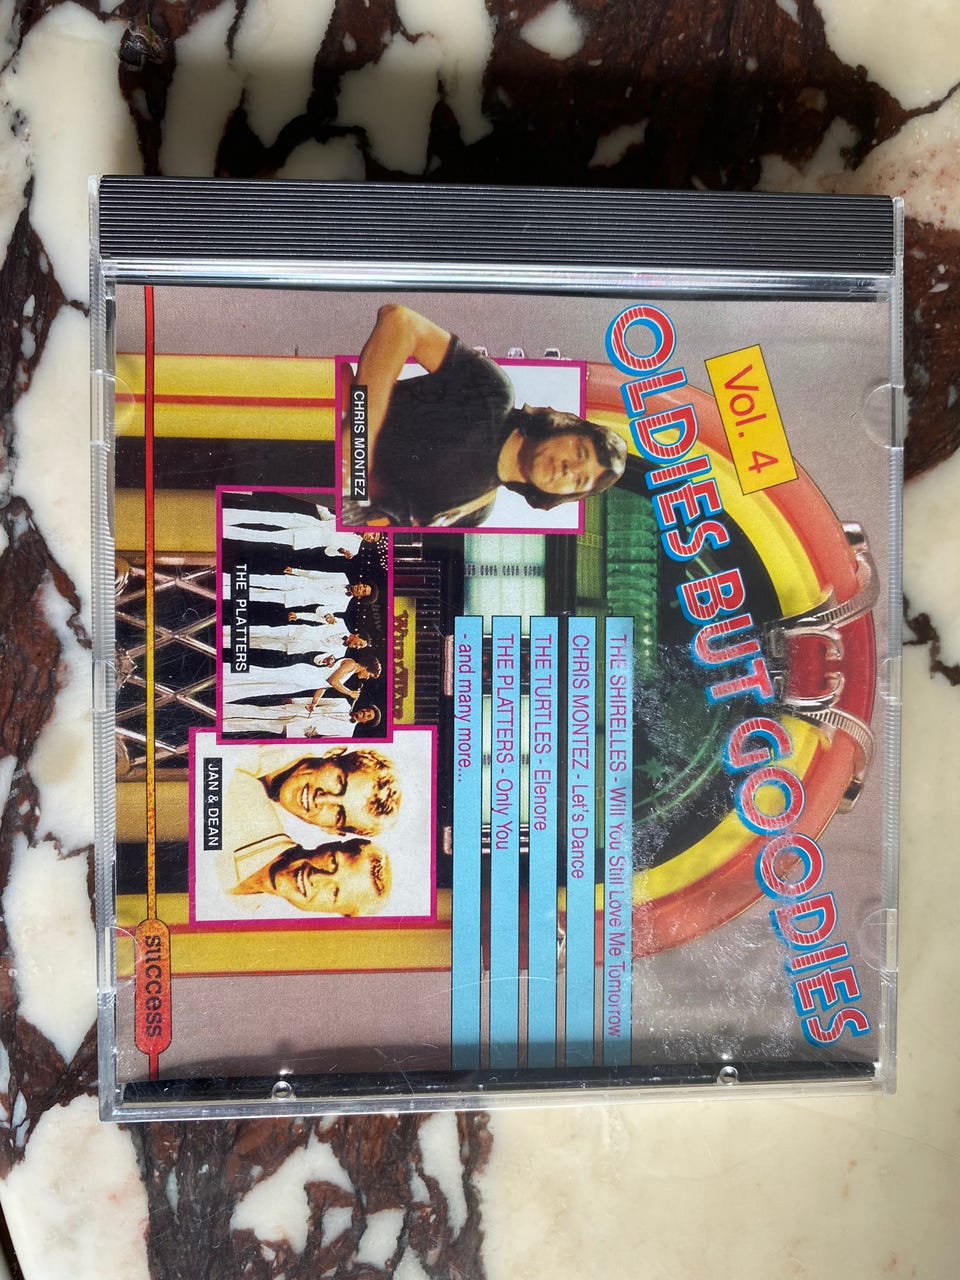 Vol. 4
OLDIES BUT GOODIES
THE SHIRELLES - Will You Still Love Me Tomorrow
CHRIS MONTEZ - Let's Dance
THE TURTLES - Elenore
THE PLATTERS - Only You
- and many more...
CHRIS MONTEZ
THE PLATTERS
JAN & DEAN
success